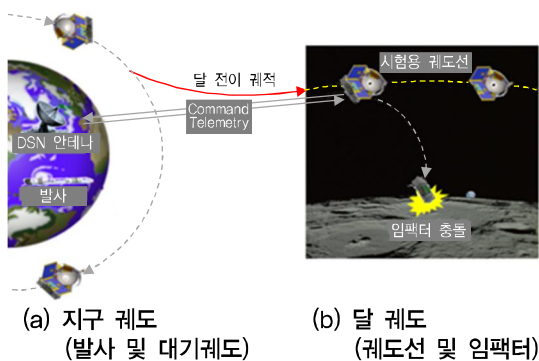 달 전이 궤적
시험용 궤도선
Command
Telemetry
DSN 안테나
발사
임팩터 충돌
(a) 지구 궤도
(발사 및 대기궤도)
(b) 달 궤도
(궤도선 및 임팩터)